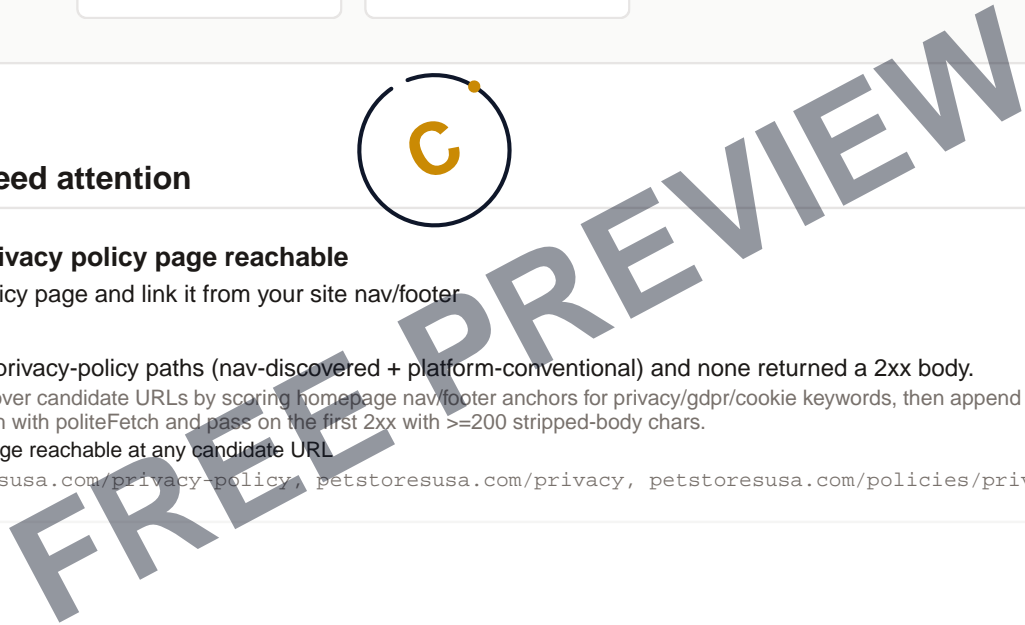 C
eed attention
ivacy policy page reachable
icy page and link it from your site nav/footer
privacy-policy paths (nav-discovered + platform-conventional) and none returned a 2xx body.
over candidate URLs by scoring homepage nav/footer anchors for privacy/gdpr/cookie keywords, then append
n with politeFetch and pass on the first 2xx with >=200 stripped-body chars.
ge reachable at any candidate URL
susa.com/privacy-policy, petstoresusa.com/privacy, petstoresusa.com/policies/priv
FREE PREVIEW